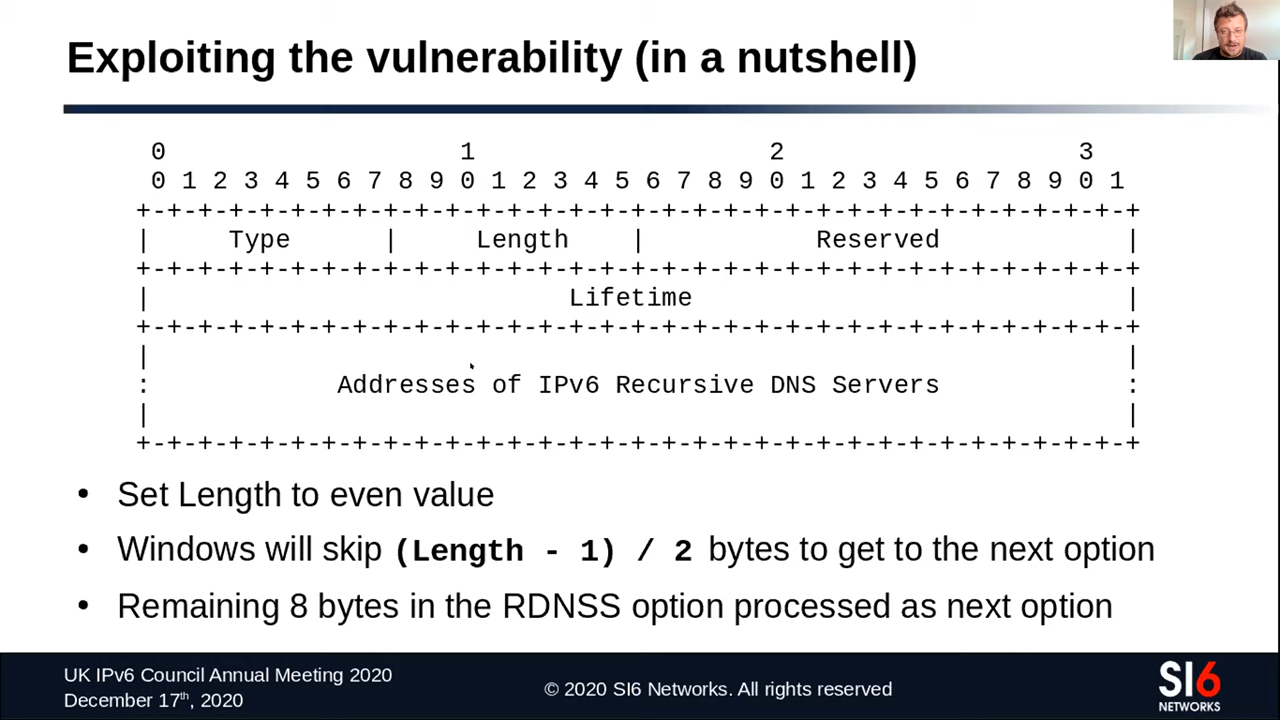 Exploiting the vulnerability (in a nutshell)
 0                   1                   2                   3
 0 1 2 3 4 5 6 7 8 9 0 1 2 3 4 5 6 7 8 9 0 1 2 3 4 5 6 7 8 9 0 1
+-+-+-+-+-+-+-+-+-+-+-+-+-+-+-+-+-+-+-+-+-+-+-+-+-+-+-+-+-+-+-+-+
|     Type      |     Length    |           Reserved            |
+-+-+-+-+-+-+-+-+-+-+-+-+-+-+-+-+-+-+-+-+-+-+-+-+-+-+-+-+-+-+-+-+
|                           Lifetime                            |
+-+-+-+-+-+-+-+-+-+-+-+-+-+-+-+-+-+-+-+-+-+-+-+-+-+-+-+-+-+-+-+-+
|                                                               |
:            Addresses of IPv6 Recursive DNS Servers            :
|                                                               |
+-+-+-+-+-+-+-+-+-+-+-+-+-+-+-+-+-+-+-+-+-+-+-+-+-+-+-+-+-+-+-+-+
• Set Length to even value
• Windows will skip (Length - 1) / 2 bytes to get to the next option
• Remaining 8 bytes in the RDNSS option processed as next option
UK IPv6 Council Annual Meeting 2020
December 17th, 2020
© 2020 SI6 Networks. All rights reserved
SI6
NETWORKS